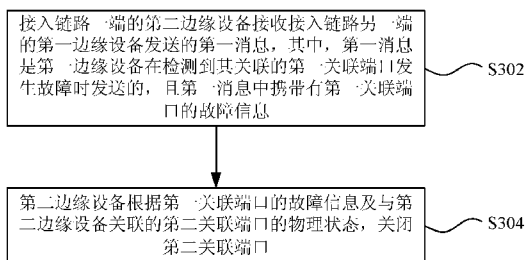 接入链路一端的第二边缘设备接收接入链路另一端
的第一边缘设备发送的第一消息，其中，第一消息
是第一边缘设备在检测到其关联的第一关联端口发
生故障时发送的，且第一消息中携带有第一关联端
口的故障信息
S302
第二边缘设备根据第一关联端口的故障信息及与第
二边缘设备关联的第二关联端口的物理状态，关闭
第二关联端口
S304